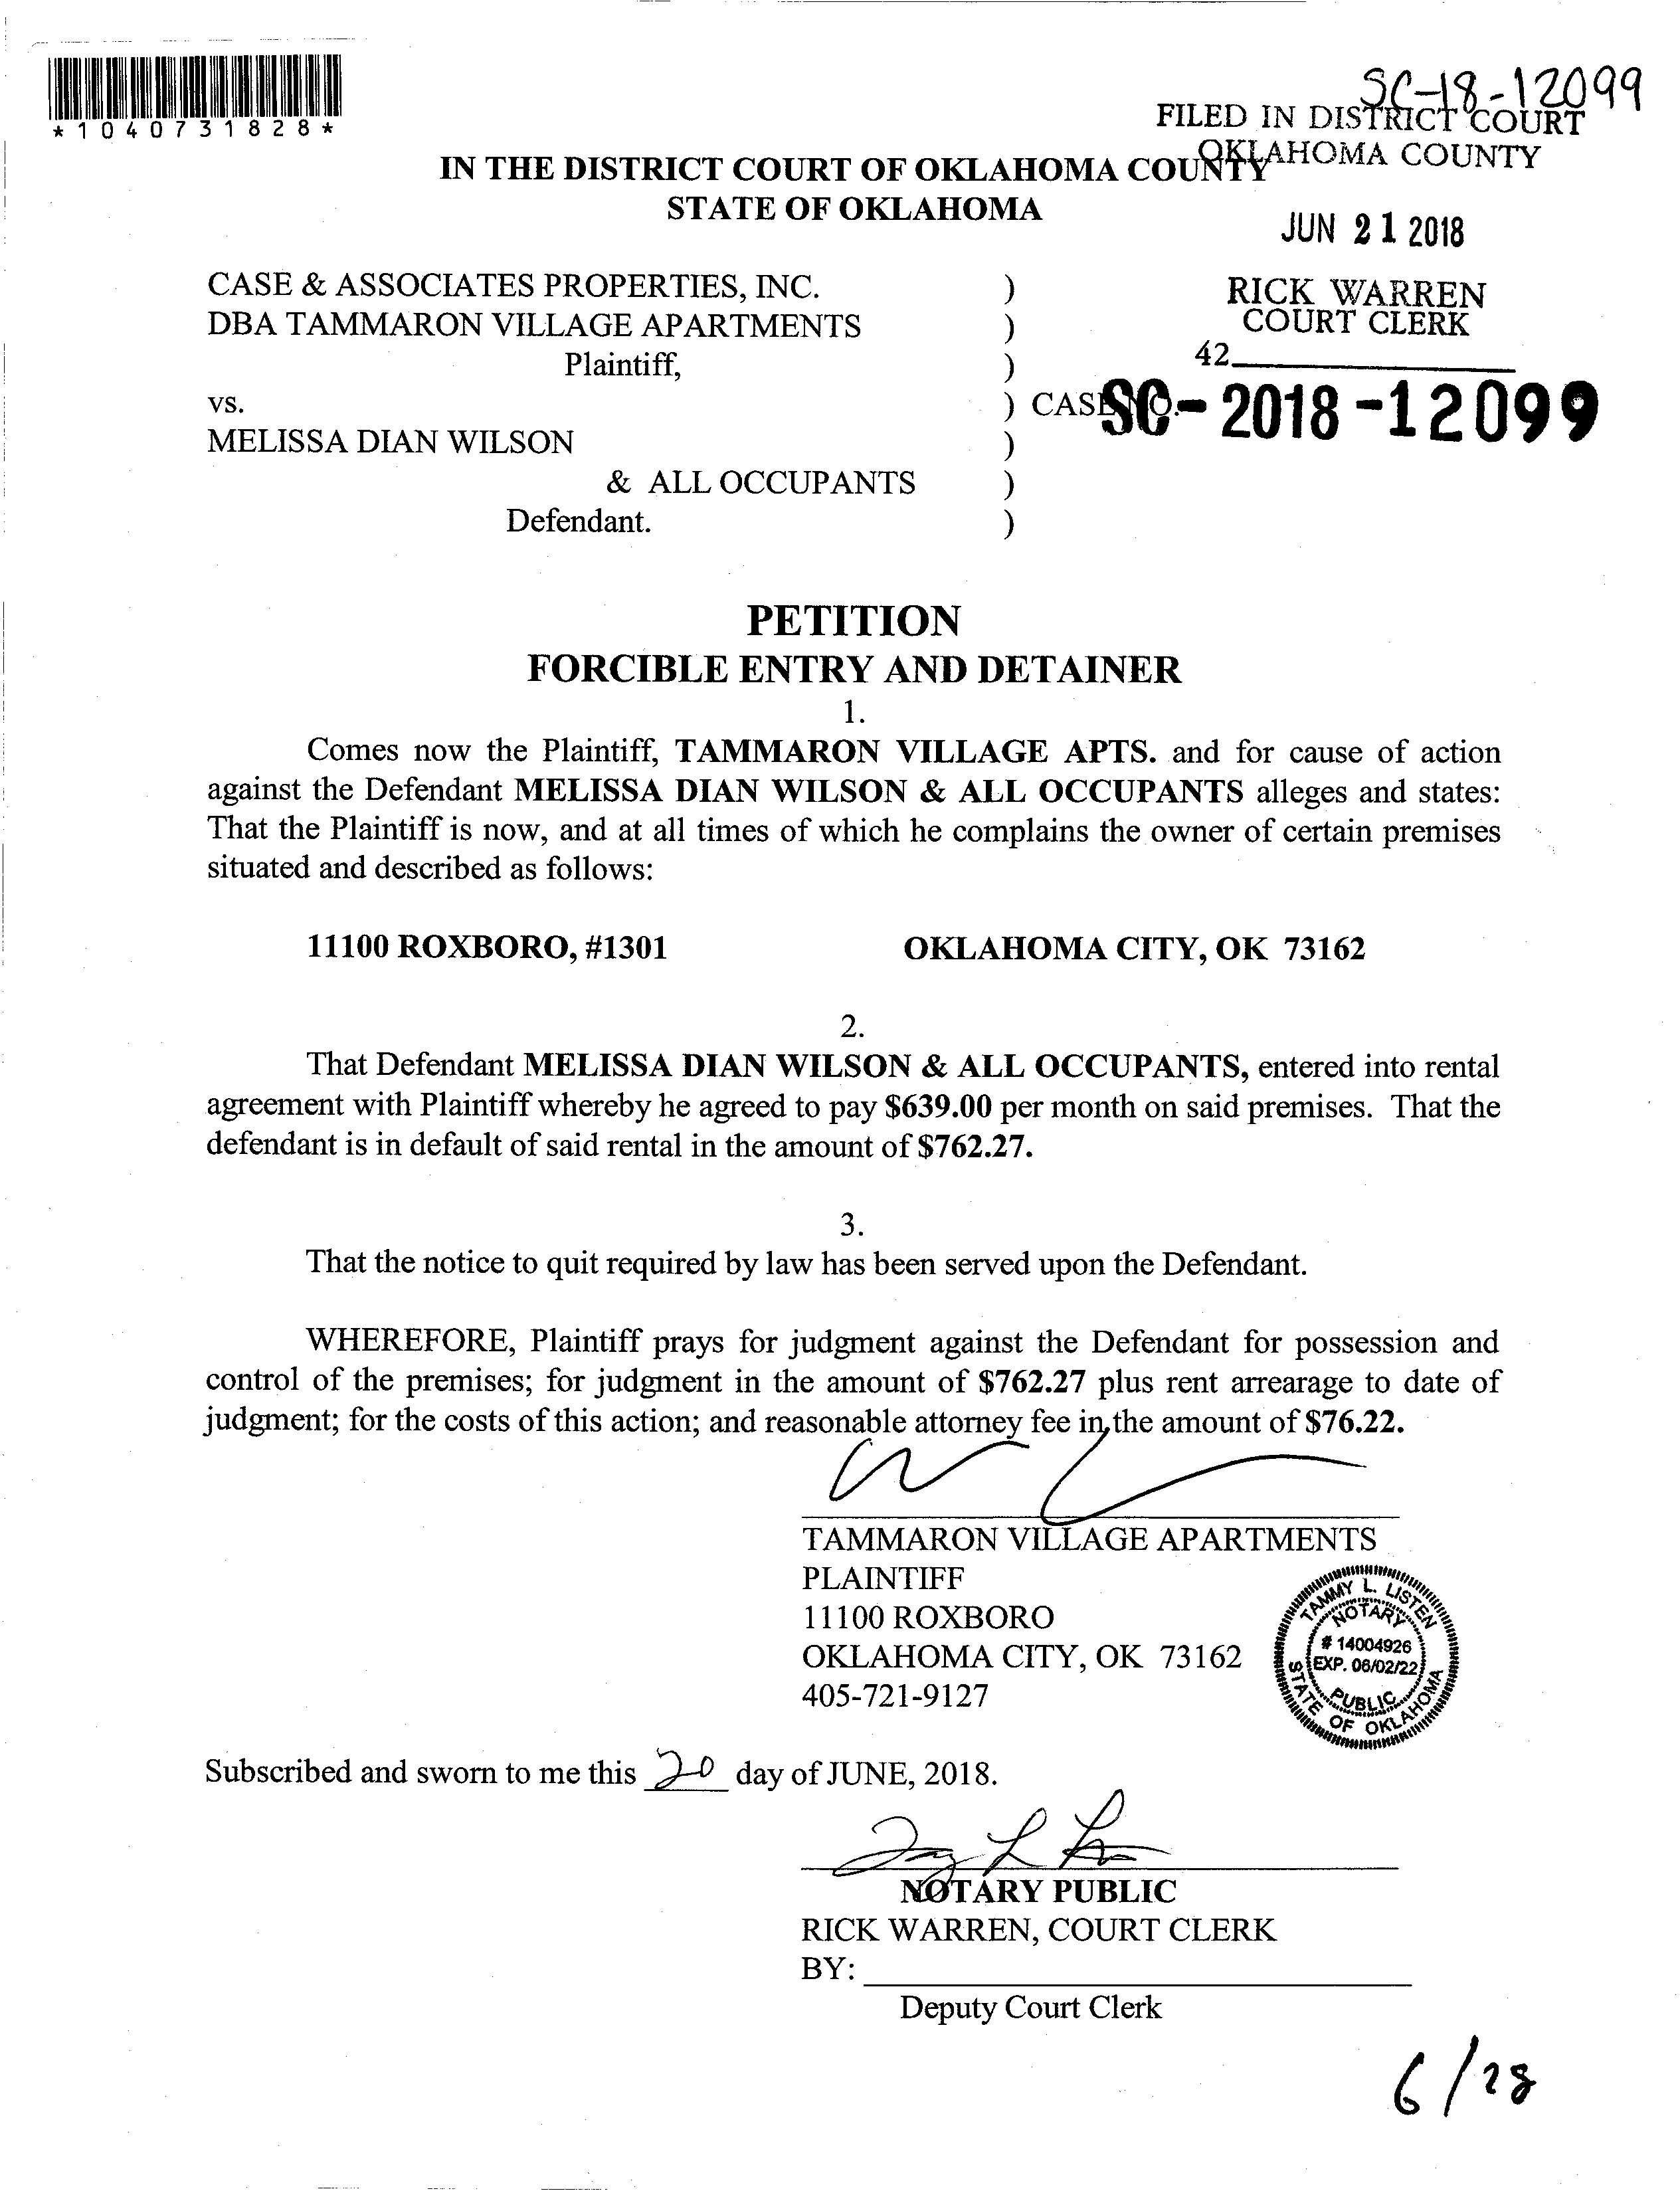 *1040731828*
SC-18-12099
FILED IN DISTRICT COURT
OKLAHOMA COUNTY
IN THE DISTRICT COURT OF OKLAHOMA COUNTY
STATE OF OKLAHOMA
JUN 21 2018
CASE & ASSOCIATES PROPERTIES, INC. )
RICK WARREN
DBA TAMMARON VILLAGE APARTMENTS )
COURT CLERK
Plaintiff, )
42
vs. ) CASE NO.
SC-2018-12099
MELISSA DIAN WILSON )
& ALL OCCUPANTS )
Defendant. )
PETITION
FORCIBLE ENTRY AND DETAINER
1.
Comes now the Plaintiff, TAMMARON VILLAGE APTS. and for cause of action
against the Defendant MELISSA DIAN WILSON & ALL OCCUPANTS alleges and states:
That the Plaintiff is now, and at all times of which he complains the owner of certain premises
situated and described as follows:
11100 ROXBORO, #1301 OKLAHOMA CITY, OK 73162
2.
That Defendant MELISSA DIAN WILSON & ALL OCCUPANTS, entered into rental
agreement with Plaintiff whereby he agreed to pay $639.00 per month on said premises. That the
defendant is in default of said rental in the amount of $762.27.
3.
That the notice to quit required by law has been served upon the Defendant.
WHEREFORE, Plaintiff prays for judgment against the Defendant for possession and
control of the premises; for judgment in the amount of $762.27 plus rent arrearage to date of
judgment; for the costs of this action; and reasonable attorney fee in the amount of $76.22.
TAMMARON VILLAGE APARTMENTS
PLAINTIFF
11100 ROXBORO
OKLAHOMA CITY, OK 73162
405-721-9127
TAMMY L. LISTEN
NOTARY
# 14004926
EXP. 06/02/22
PUBLIC
STATE OF OKLAHOMA
Subscribed and sworn to me this 20 day of JUNE, 2018.
NOTARY PUBLIC
RICK WARREN, COURT CLERK
BY:
Deputy Court Clerk
6/28